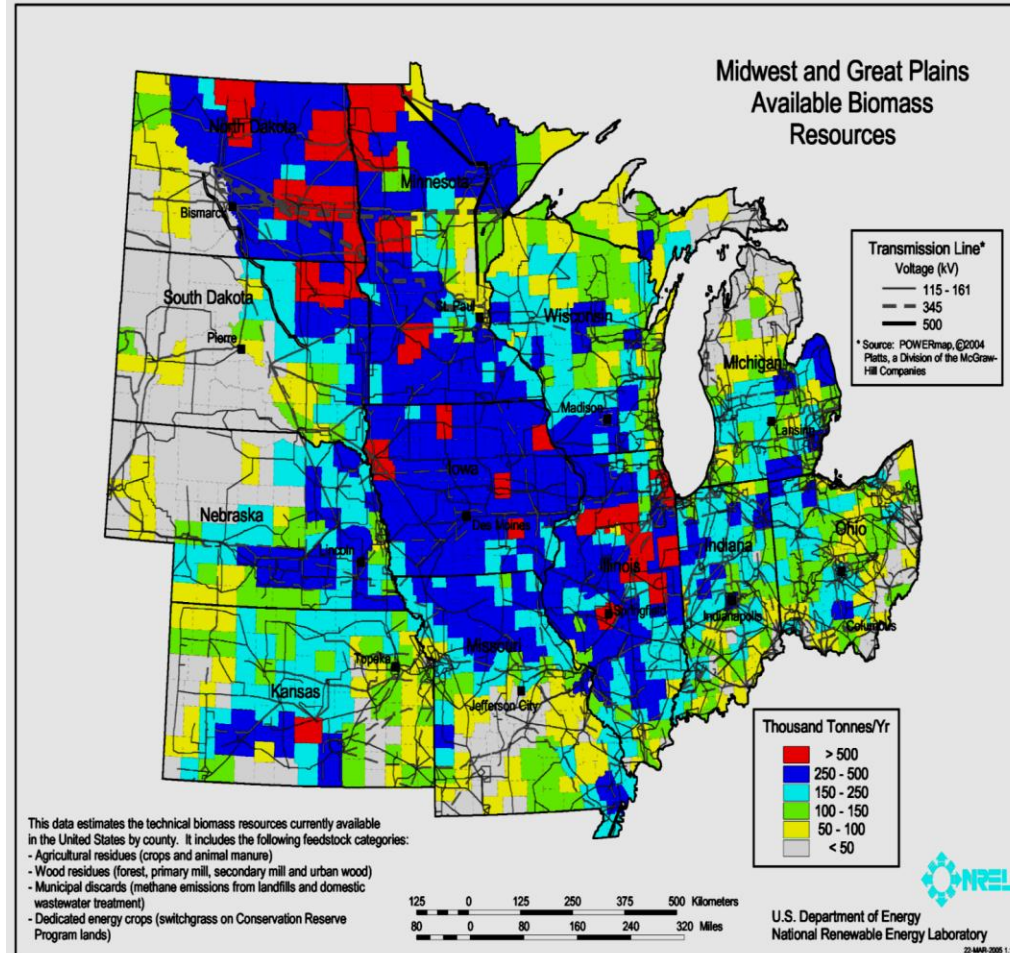 Midwest and Great Plains
Available Biomass
Resources
North Dakota
Minnesota
Bismarck
Transmission Line*
Voltage (kV)
115 - 161
345
500
* Source: POWERmap, ©2004
Platts, a Division of the McGraw-
Hill Companies
South Dakota
St. Paul
Wisconsin
Pierre
Michigan
Madison
Lansing
Iowa
Nebraska
Des Moines
Ohio
Lincoln
Illinois
Indiana
Springfield
Indianapolis
Columbus
Missouri
Topeka
Kansas
Jefferson City
Thousand Tonnes/Yr
> 500
250 - 500
150 - 250
100 - 150
50 - 100
< 50
This data estimates the technical biomass resources currently available
in the United States by county. It includes the following feedstock categories:
- Agricultural residues (crops and animal manure)
- Wood residues (forest, primary mill, secondary mill and urban wood)
- Municipal discards (methane emissions from landfills and domestic
wastewater treatment)
- Dedicated energy crops (switchgrass on Conservation Reserve
Program lands)
125 0 125 250 375 500 Kilometers
80 0 80 160 240 320 Miles
NREL
U.S. Department of Energy
National Renewable Energy Laboratory